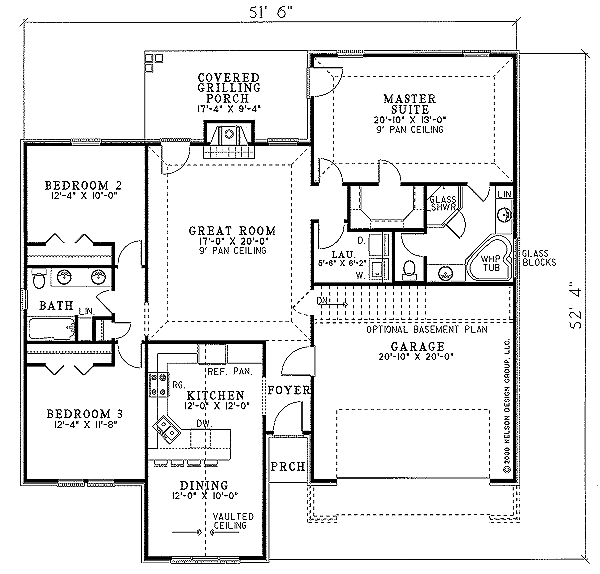 51' 6"
COVERED
GRILLING
PORCH
17'-4" X 9'-4"
MASTER
SUITE
20'-10" X 13'-0"
9' PAN CEILING
BEDROOM 2
12'-4" X 10'-0"
GREAT ROOM
17'-0" X 20'-0"
9' PAN CEILING
GLASS
SHWR.
LIN.
LAU.
5'-6" X 6'-2"
D.
W.
WHP
TUB
GLASS
BLOCKS
BATH
LIN.
DN.
OPTIONAL BASEMENT PLAN
GARAGE
20'-10" X 20'-0"
52' 4"
REF.
PAN.
RG.
KITCHEN
12'-0" X 12'-0"
DW.
FOYER
BEDROOM 3
12'-4" X 11'-8"
PRCH
DINING
12'-0" X 10'-0"
VAULTED
CEILING
© 2000 NELSON DESIGN GROUP, LLC.